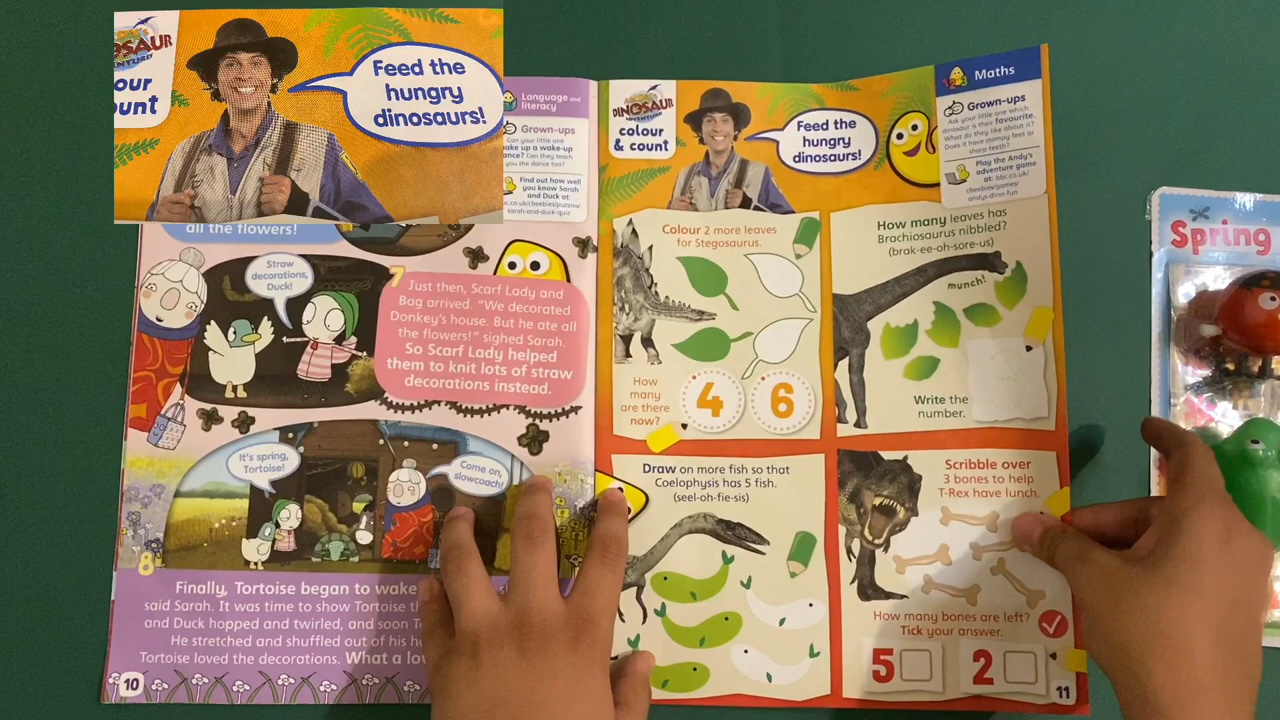 DINOSAUR
our
unt
Feed the
hungry
dinosaurs!
all the flowers!
Language and
literacy
Grown-ups
Can your little one
make up a wake-up
dance? Can they teach
you the dance too?
Find out how well
you know Sarah
and Duck at:
bbc.co.uk/cbeebies/puzzles/
sarah-and-duck-quiz
Straw
decorations,
Duck!
7
Just then, Scarf Lady and
Bag arrived. “We decorated
Donkey’s house. But he ate all
the flowers!” sighed Sarah.
So Scarf Lady helped
them to knit lots of straw
decorations instead.
It’s spring,
Tortoise!
Come on,
slowcoach!
8
Finally, Tortoise began to wake
said Sarah. It was time to show Tortoise
and Duck hopped and twirled, and soon
He stretched and shuffled out of his
Tortoise loved the decorations. What a
10
DINOSAUR
ADVENTURES
colour
& count
Feed the
hungry
dinosaurs!
123
Maths
Grown-ups
Ask your little one which
dinosaur is their favourite.
What do they like about it?
Does it have stompy feet or
sharp teeth?
Play the Andy’s
adventure game
at: bbc.co.uk/
cbeebies/games/
andys-dino-fun
Colour 2 more leaves
for Stegosaurus.
How
many
are there
now?
4 6
How many leaves has
Brachiosaurus nibbled?
(brak-ee-oh-sore-us)
munch!
Write the
number.
Draw on more fish so that
Coelophysis has 5 fish.
(seel-oh-fie-sis)
Scribble over
3 bones to help
T-Rex have lunch.
How many bones are left?
Tick your answer.
5 2
11
Spring